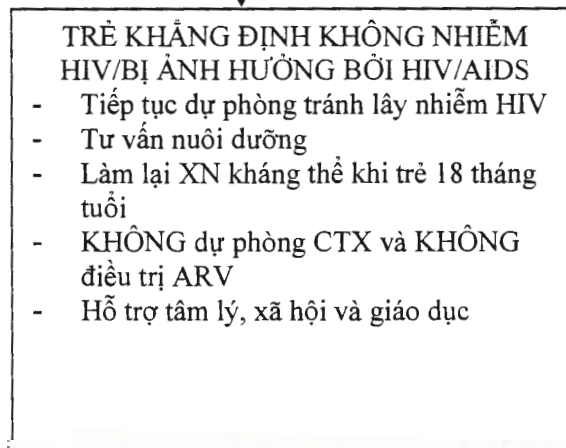 TRẺ KHẲNG ĐỊNH KHÔNG NHIỄM
HIV/BỊ ẢNH HƯỞNG BỞI HIV/AIDS
- Tiếp tục dự phòng tránh lây nhiễm HIV
- Tư vấn nuôi dưỡng
- Làm lại XN kháng thể khi trẻ 18 tháng
tuổi
- KHÔNG dự phòng CTX và KHÔNG
điều trị ARV
- Hỗ trợ tâm lý, xã hội và giáo dục